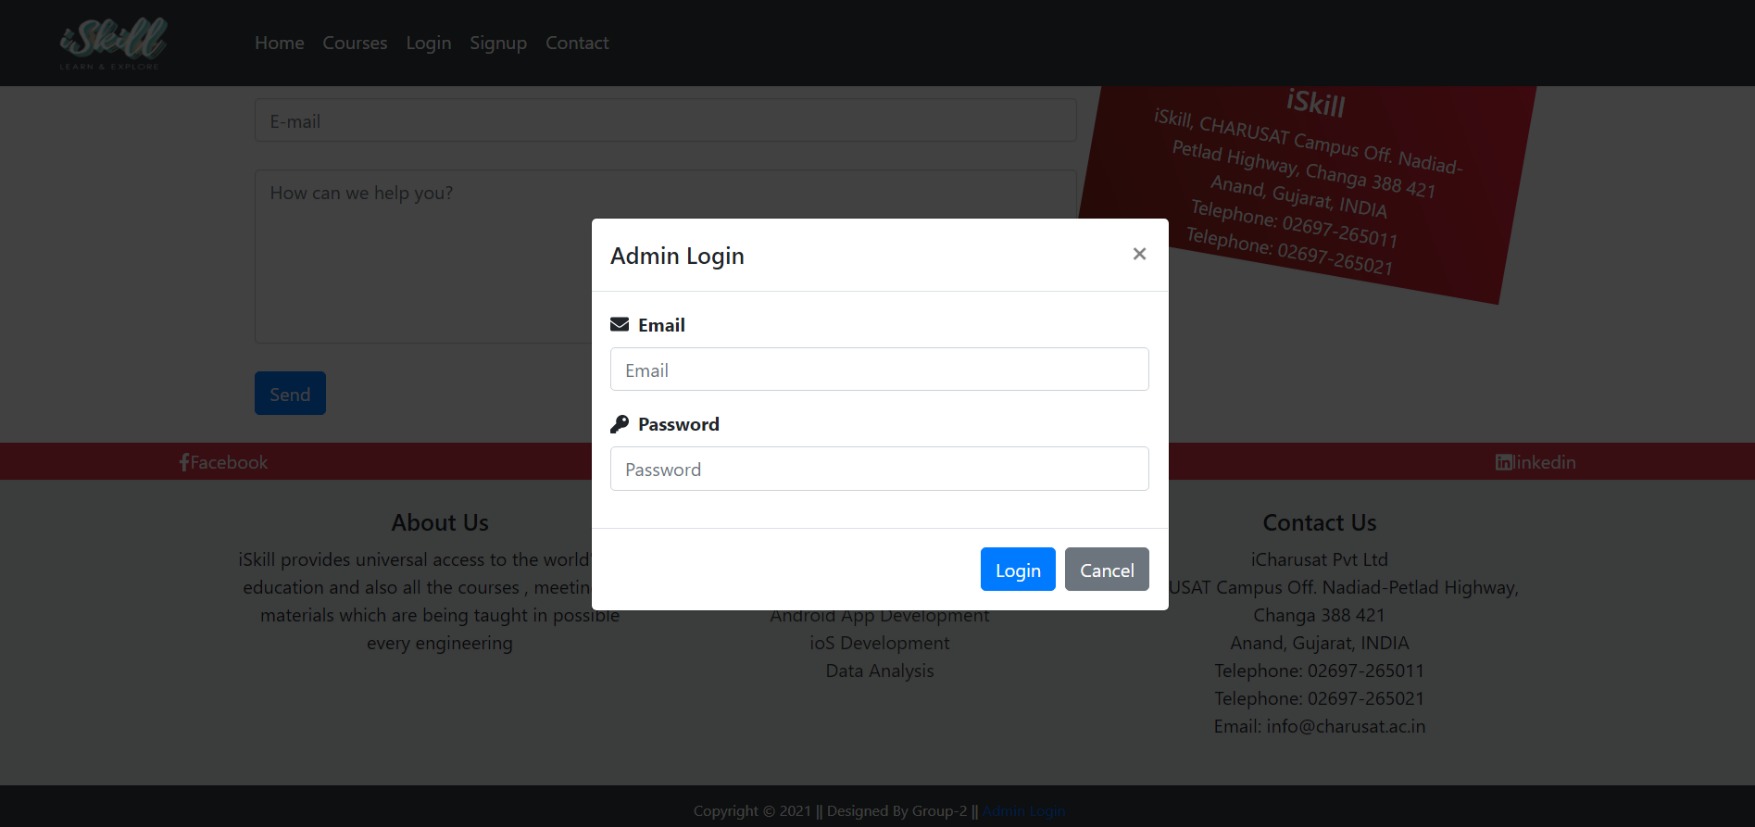 iSkill
LEARN & EXPLORE
Home Courses Login Signup Contact
E-mail
How can we help you?
Send
iSkill
iSkill, CHARUSAT Campus Off. Nadiad-
Petlad Highway, Changa 388 421
Anand, Gujarat, INDIA
Telephone: 02697-265011
Telephone: 02697-265021
Admin Login
×
Email
Email
Password
Password
Login Cancel
Facebook
linkedin
About Us
iSkill provides universal access to the world
education and also all the courses , meetin
materials which are being taught in possible
every engineering
Android App Development
ioS Development
Data Analysis
Contact Us
iCharusat Pvt Ltd
USAT Campus Off. Nadiad-Petlad Highway,
Changa 388 421
Anand, Gujarat, INDIA
Telephone: 02697-265011
Telephone: 02697-265021
Email: info@charusat.ac.in
Copyright © 2021 || Designed By Group-2 || Admin Login